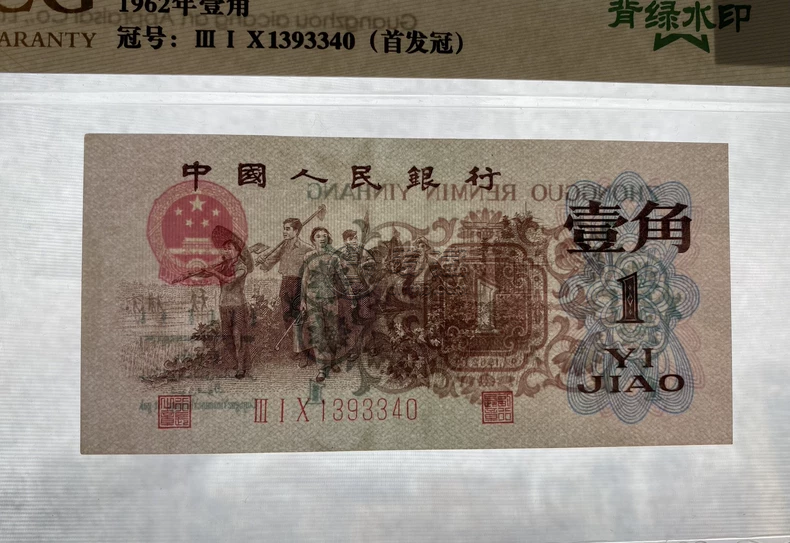 1962年壹角
ARANTY 冠号：Ⅲ Ⅰ Ⅹ1393340（首发冠）
背绿水印
中國人民銀行
ZHONGGUO RENMIN YINHANG
壹角
1
YI
JIAO
Ⅲ Ⅰ Ⅹ 1393340